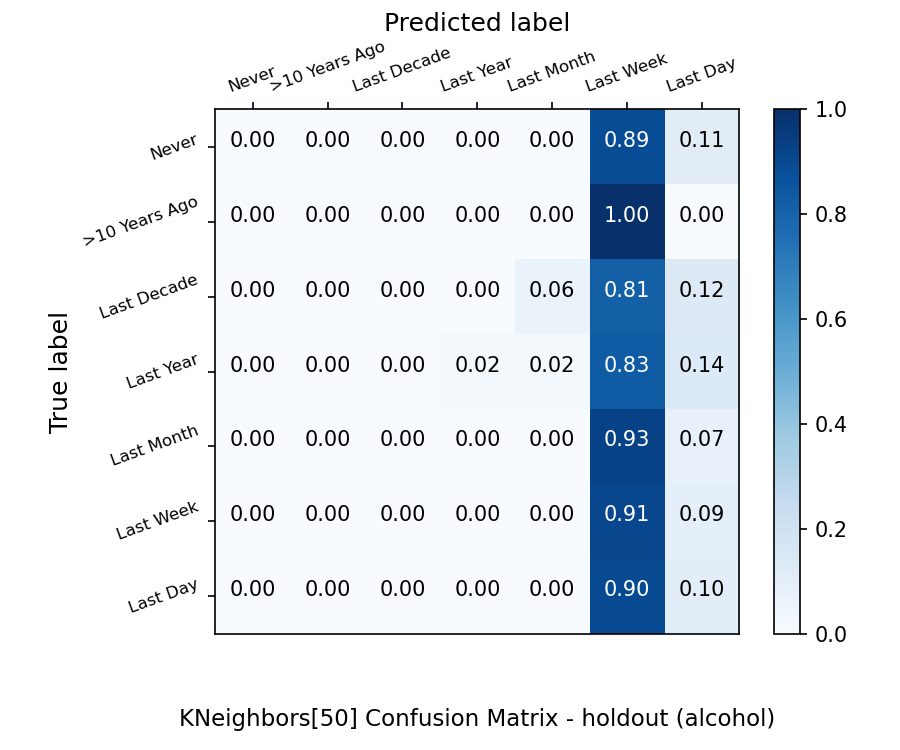 Predicted label
Never >10 Years Ago Last Decade Last Year Last Month Last Week Last Day
True label
Never 0.00 0.00 0.00 0.00 0.00 0.89 0.11
>10 Years Ago 0.00 0.00 0.00 0.00 0.00 1.00 0.00
Last Decade 0.00 0.00 0.00 0.00 0.06 0.81 0.12
Last Year 0.00 0.00 0.00 0.02 0.02 0.83 0.14
Last Month 0.00 0.00 0.00 0.00 0.00 0.93 0.07
Last Week 0.00 0.00 0.00 0.00 0.00 0.91 0.09
Last Day 0.00 0.00 0.00 0.00 0.00 0.90 0.10
1.0
0.8
0.6
0.4
0.2
0.0
KNeighbors[50] Confusion Matrix - holdout (alcohol)